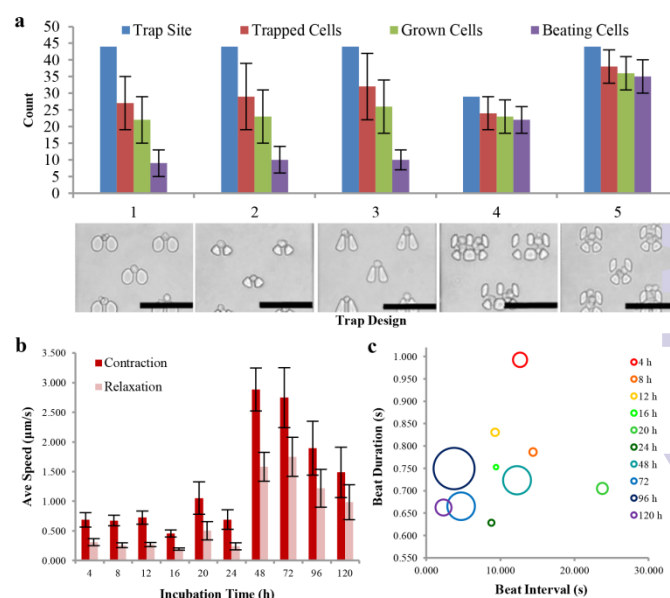 a
Trap Site Trapped Cells Grown Cells Beating Cells
50
45
40
35
30
25
20
15
10
5
0
Count
1 2 3 4 5
Trap Design
b
Contraction
Relaxation
3.500
3.000
2.500
2.000
1.500
1.000
0.500
0.000
Ave Speed (µm/s)
4 8 12 16 20 24 48 72 96 120
Incubation Time (h)
c
1.000
0.950
0.900
0.850
0.800
0.750
0.700
0.650
0.600
0.550
Beat Duration (s)
0.000 10.000 20.000 30.000
Beat Interval (s)
4 h
8 h
12 h
16 h
20 h
24 h
48 h
72
96 h
120 h